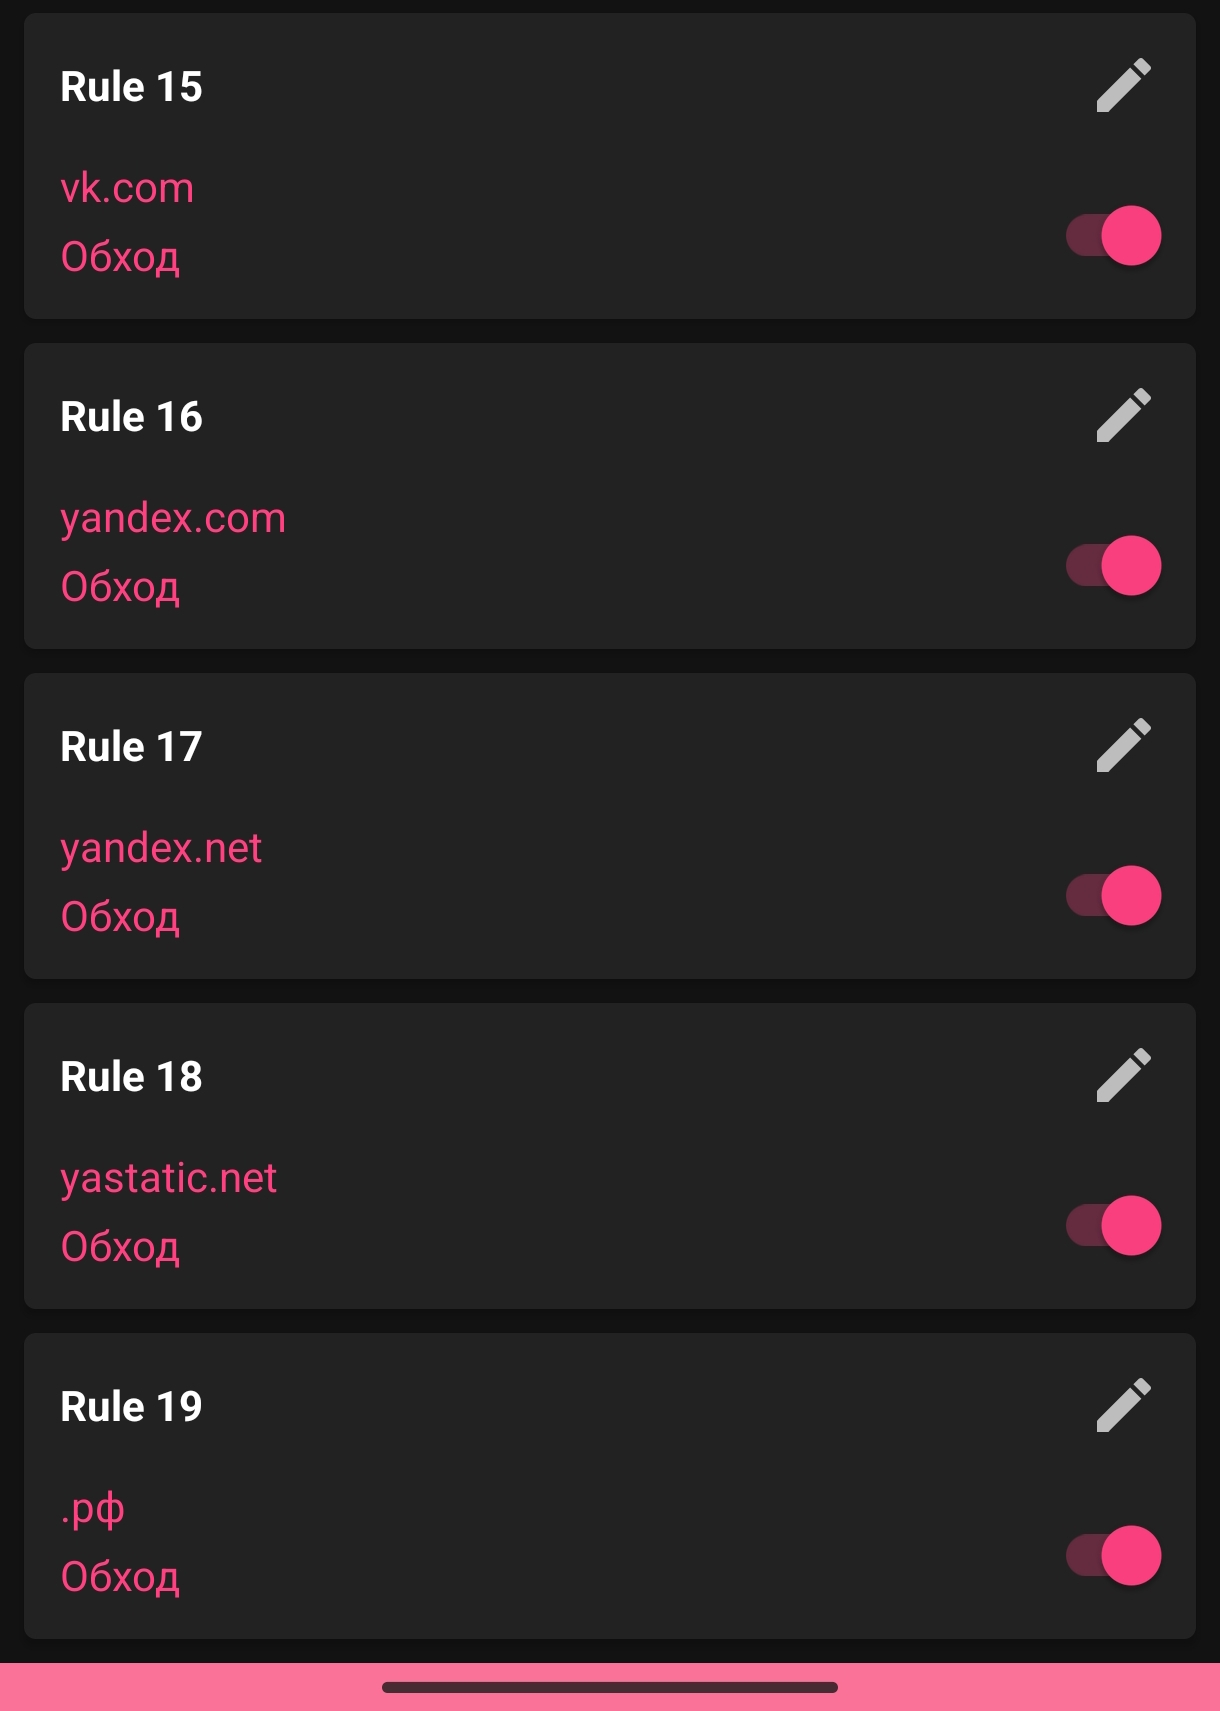 Rule 15
vk.com
Обход
Rule 16
yandex.com
Обход
Rule 17
yandex.net
Обход
Rule 18
yastatic.net
Обход
Rule 19
.рф
Обход